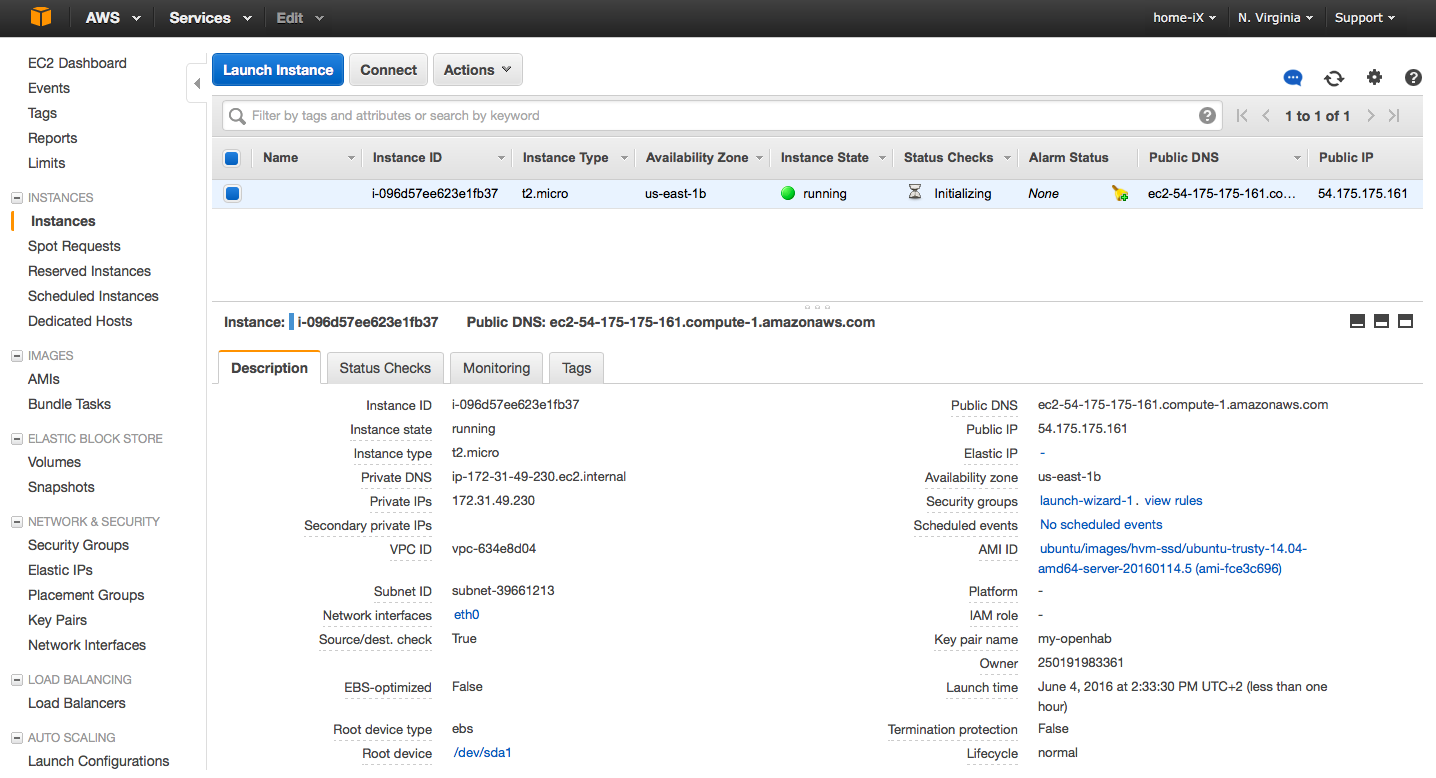 AWS Services Edit home-iX N. Virginia Support
EC2 Dashboard
Events
Tags
Reports
Limits
INSTANCES
Instances
Spot Requests
Reserved Instances
Scheduled Instances
Dedicated Hosts
IMAGES
AMIs
Bundle Tasks
ELASTIC BLOCK STORE
Volumes
Snapshots
NETWORK & SECURITY
Security Groups
Elastic IPs
Placement Groups
Key Pairs
Network Interfaces
LOAD BALANCING
Load Balancers
AUTO SCALING
Launch Configurations
Launch Instance Connect Actions
Filter by tags and attributes or search by keyword 1 to 1 of 1
Name Instance ID Instance Type Availability Zone Instance State Status Checks Alarm Status Public DNS Public IP
i-096d57ee623e1fb37 t2.micro us-east-1b running Initializing None ec2-54-175-175-161.co... 54.175.175.161
Instance: i-096d57ee623e1fb37 Public DNS: ec2-54-175-175-161.compute-1.amazonaws.com
Description Status Checks Monitoring Tags
Instance ID i-096d57ee623e1fb37
Instance state running
Instance type t2.micro
Private DNS ip-172-31-49-230.ec2.internal
Private IPs 172.31.49.230
Secondary private IPs
VPC ID vpc-634e8d04
Subnet ID subnet-39661213
Network interfaces eth0
Source/dest. check True
EBS-optimized False
Root device type ebs
Root device /dev/sda1
Public DNS ec2-54-175-175-161.compute-1.amazonaws.com
Public IP 54.175.175.161
Elastic IP -
Availability zone us-east-1b
Security groups launch-wizard-1. view rules
Scheduled events No scheduled events
AMI ID ubuntu/images/hvm-ssd/ubuntu-trusty-14.04-
amd64-server-20160114.5 (ami-fce3c696)
Platform -
IAM role -
Key pair name my-openhab
Owner 250191983361
Launch time June 4, 2016 at 2:33:30 PM UTC+2 (less than one
hour)
Termination protection False
Lifecycle normal